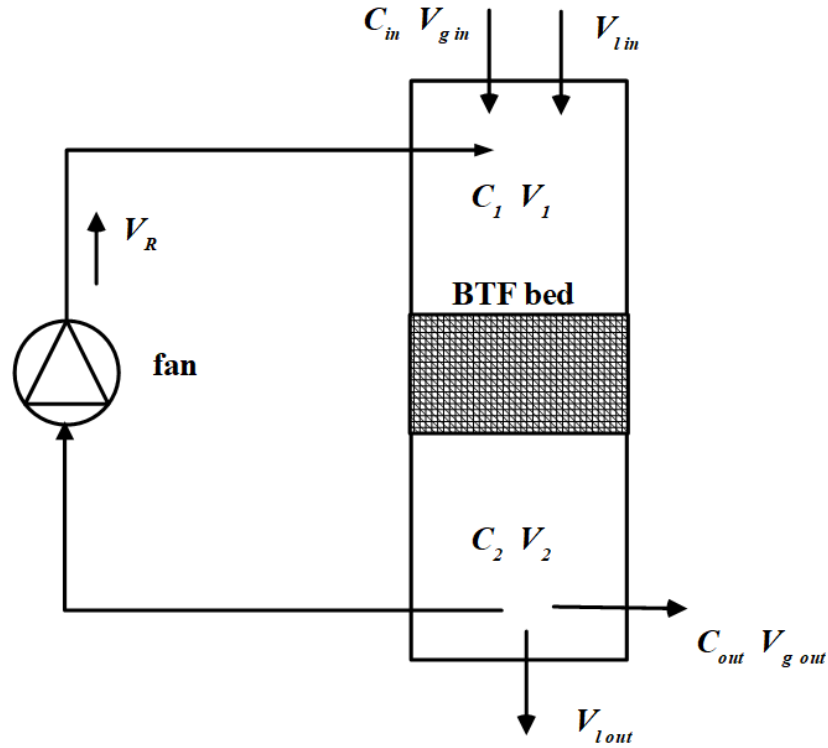 C_in V_g in
V_l in
C_1 V_1
V_R
BTF bed
fan
C_2 V_2
C_out V_g out
V_l out